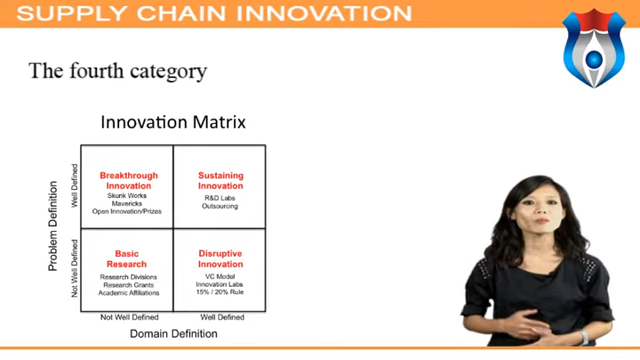 SUPPLY CHAIN INNOVATION
The fourth category
Innovation Matrix
Problem Definition
Well Defined
Not Well Defined
Breakthrough
Innovation
Skunk Works
Mavericks
Open Innovation/Prizes
Sustaining
Innovation
R&D Labs
Outsourcing
Basic
Research
Research Divisions
Research Grants
Academic Affiliations
Disruptive
Innovation
VC Model
Innovation Labs
15% / 20% Rule
Not Well Defined
Well Defined
Domain Definition